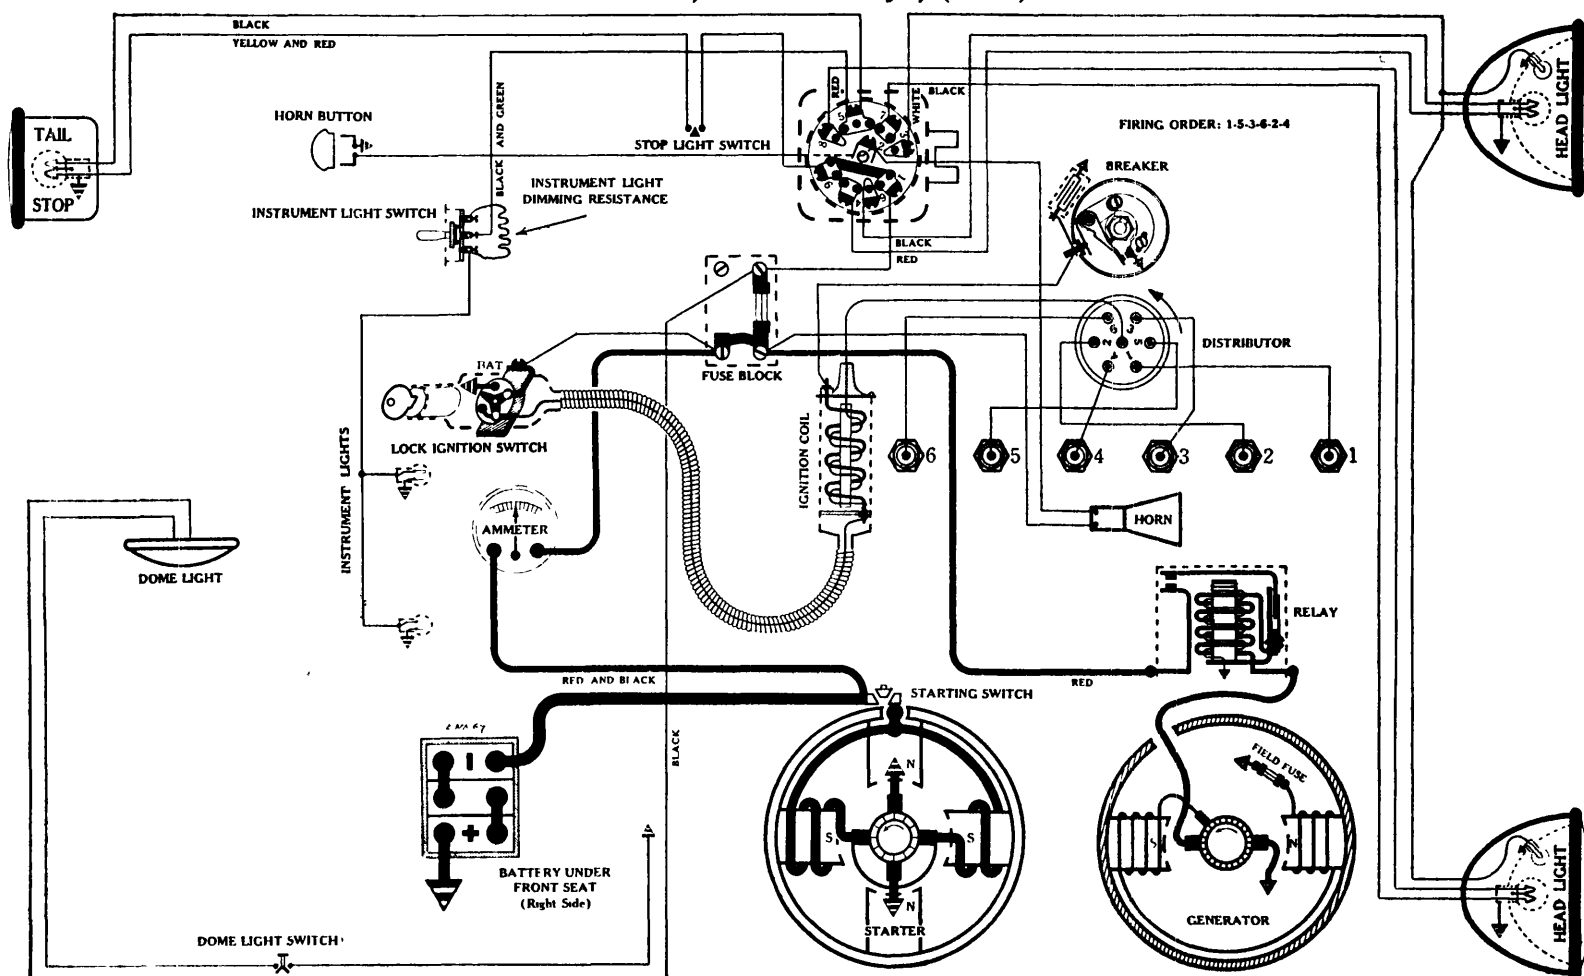 BLACK
YELLOW AND RED
TAIL
STOP
HORN BUTTON
BLACK AND GREEN
STOP LIGHT SWITCH
RED
WHITE
BLACK
FIRING ORDER: 1-5-3-6-2-4
HEAD LIGHT
BREAKER
INSTRUMENT LIGHT
DIMMING RESISTANCE
INSTRUMENT LIGHT SWITCH
BLACK
RED
DISTRIBUTOR
FUSE BLOCK
BAT
LOCK IGNITION SWITCH
INSTRUMENT LIGHTS
IGNITION COIL
6
5
4
3
2
1
AMMETER
HORN
DOME LIGHT
RELAY
RED AND BLACK
RED
STARTING SWITCH
BLACK
N
S
S
N
STARTER
FIELD FUSE
S
N
GENERATOR
HEAD LIGHT
BATTERY UNDER
FRONT SEAT
(Right Side)
DOME LIGHT SWITCH